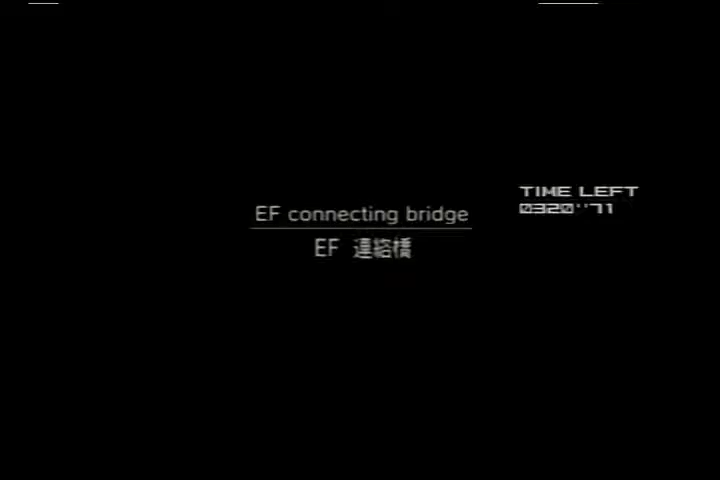 TIME LEFT
0320"71
EF connecting bridge
EF 連絡橋